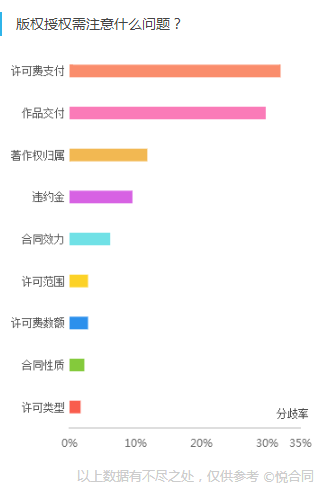 版权授权需注意什么问题？
许可费支付
作品交付
著作权归属
违约金
合同效力
许可范围
许可费数额
合同性质
许可类型
分歧率
0% 10% 20% 30% 35%
以上数据有不尽之处，仅供参考 ©悦合同